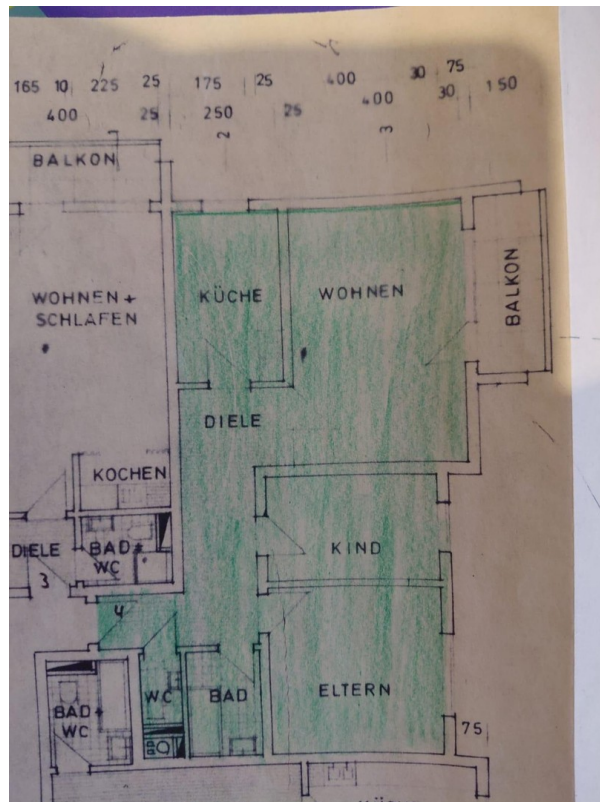 165 10 225 25 175 25 400 30 75
400 25 250 25 400 30 150
2 3
BALKON
WOHNEN +
SCHLAFEN
KÜCHE
WOHNEN
BALKON
DIELE
KOCHEN
DIELE
3
BAD+
WC
KIND
4
WC
BAD
ELTERN
BAD+
WC
75